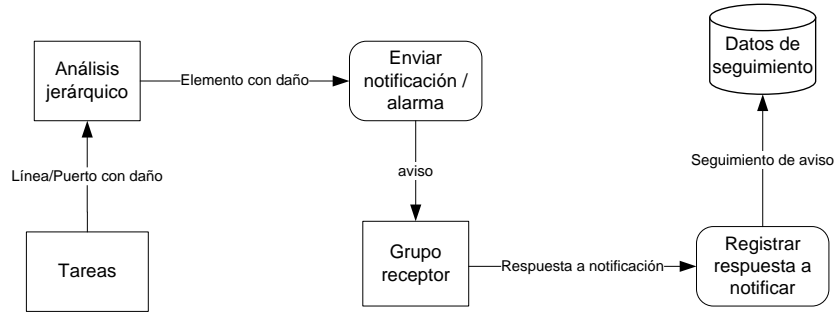 Análisis
jerárquico
Elemento con daño
Enviar
notificación /
alarma
Datos de
seguimiento
Línea/Puerto con daño
aviso
Seguimiento de aviso
Tareas
Grupo
receptor
Respuesta a notificación
Registrar
respuesta a
notificar